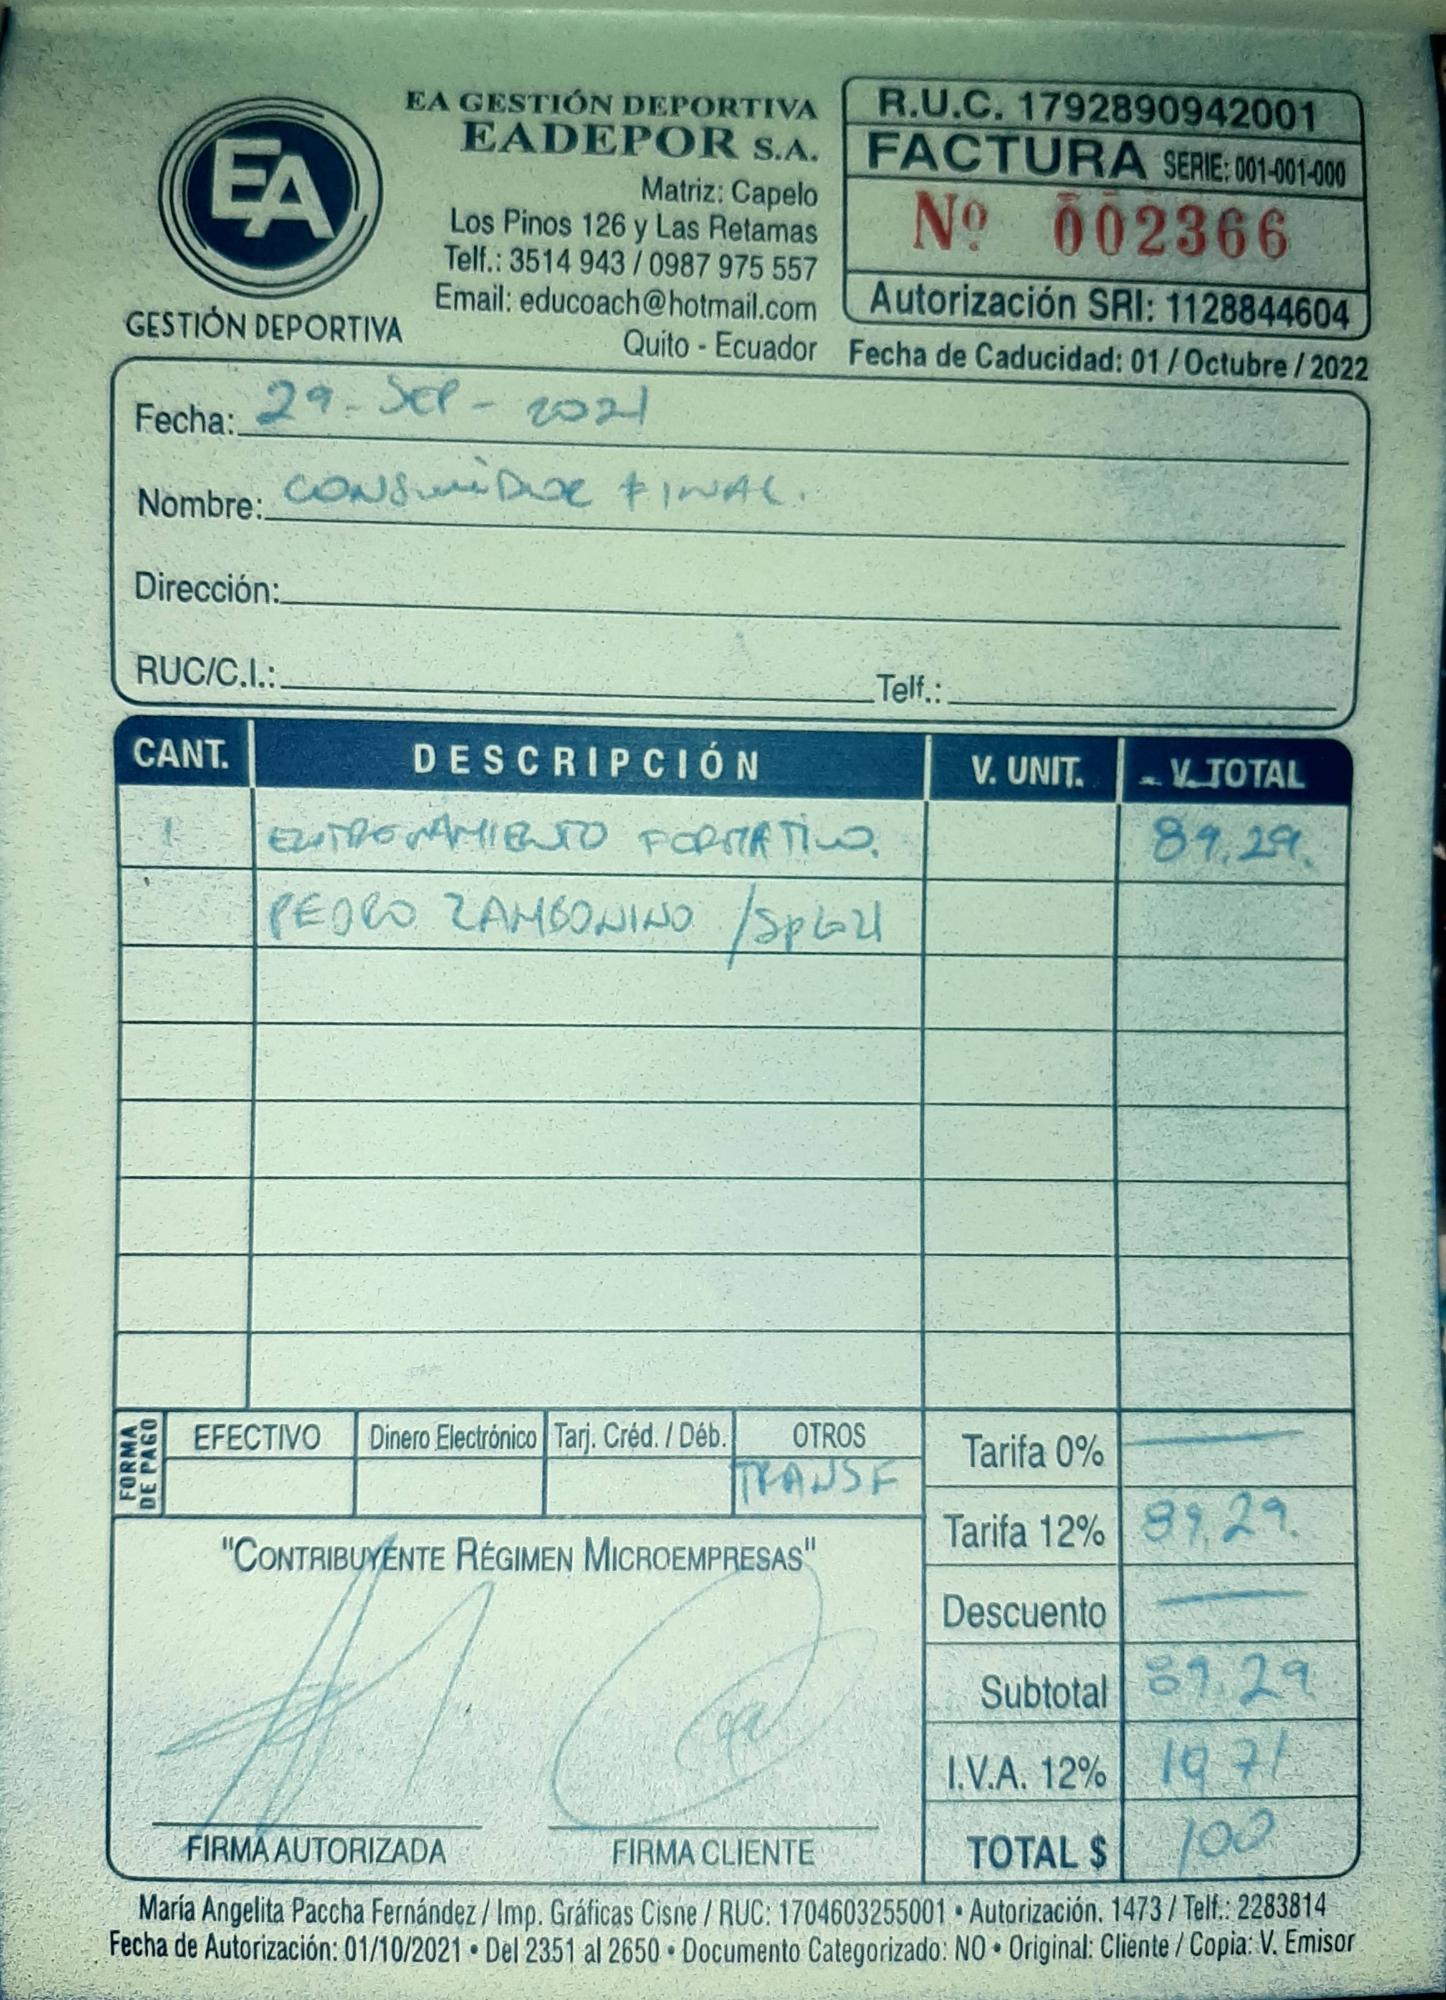 EA
GESTIÓN DEPORTIVA
EA GESTIÓN DEPORTIVA
EADEPOR S.A.
Matriz: Capelo
Los Pinos 126 y Las Retamas
Telf.: 3514 943 / 0987 975 557
Email: educoach@hotmail.com
Quito - Ecuador
R.U.C. 1792890942001
FACTURA SERIE: 001-001-000
Nº 002366
Autorización SRI: 1128844604
Fecha de Caducidad: 01 / Octubre / 2022
Fecha: 29 - SEP - 2021
Nombre: CONSUMIDOR FINAL.
Dirección:
RUC/C.I.: Telf.:
CANT. DESCRIPCIÓN V. UNIT. V. TOTAL
1 ENTRENAMIENTO FORMATIVO. 89.29.
PEDRO ZAMBONINO /
FORMA DE PAGO
EFECTIVO Dinero Electrónico Tarj. Créd. / Déb. OTROS
TRANSF
Tarifa 0%
Tarifa 12% 89.29.
Descuento
Subtotal 89.29
I.V.A. 12% 10 71
TOTAL $ 100
"CONTRIBUYENTE RÉGIMEN MICROEMPRESAS"
FIRMA AUTORIZADA FIRMA CLIENTE
María Angelita Paccha Fernández / Imp. Gráficas Cisne / RUC: 1704603255001 • Autorización. 1473 / Telf.: 2283814
Fecha de Autorización: 01/10/2021 • Del 2351 al 2650 • Documento Categorizado: NO • Original: Cliente / Copia: V. Emisor